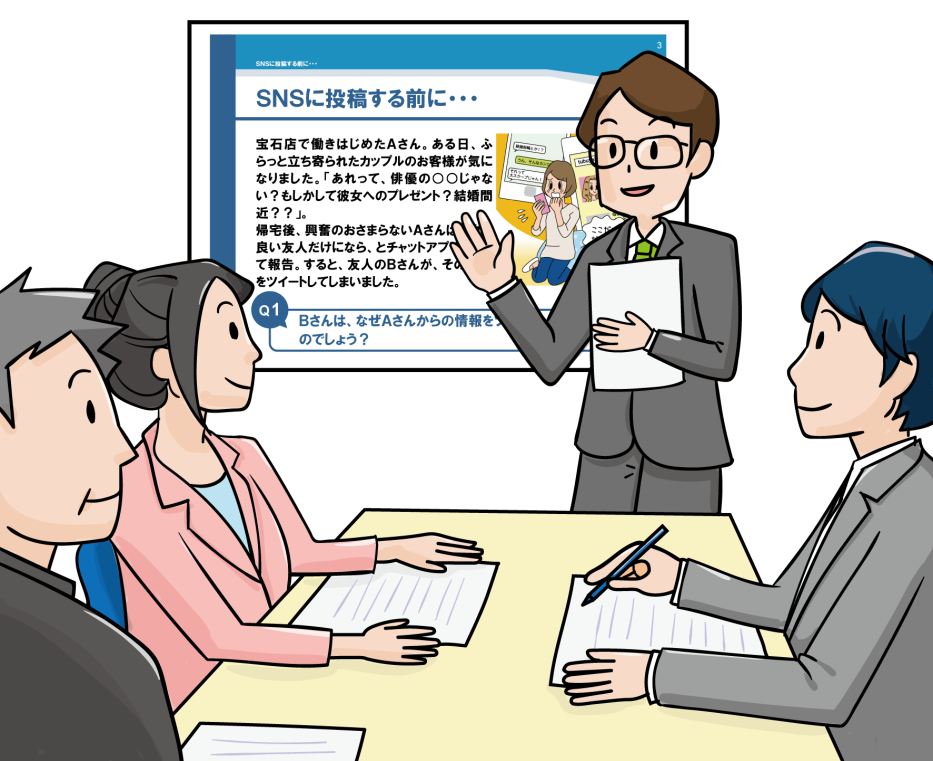 3
SNSに投稿する前に・・・
SNSに投稿する前に・・・
宝石店で働きはじめたAさん。ある日、ふ
らっと立ち寄られたカップルのお客様が気に
なりました。「あれって、俳優の○○じゃな
い？もしかして彼女へのプレゼント？結婚間
近？？」。
帰宅後、興奮のおさまらないAさんは
良い友人だけになら、とチャットアプ
て報告。すると、友人のBさんが、その
をツイートしてしまいました。
Q1
Bさんは、なぜAさんからの情報をツ
のでしょう？